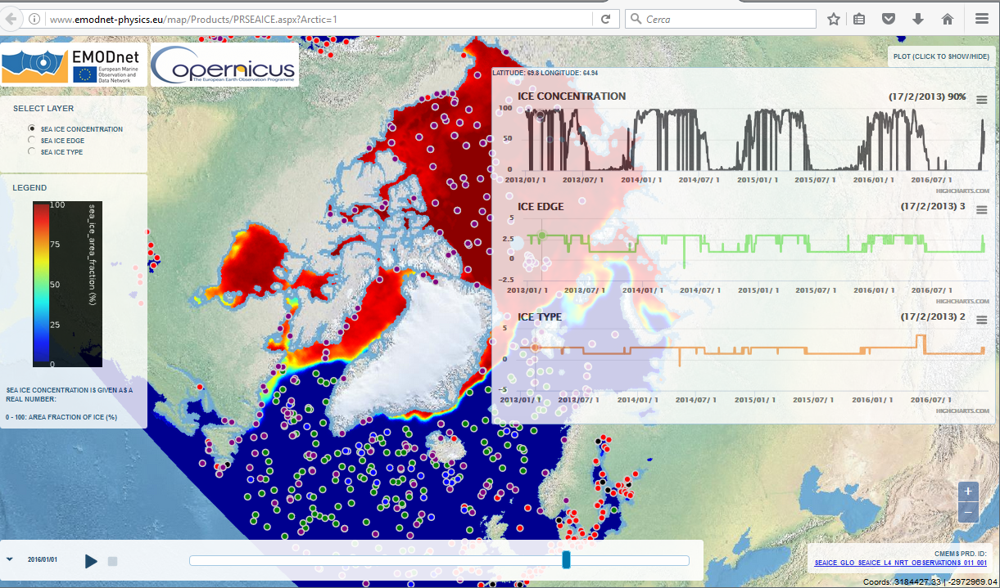 www.emodnet-physics.eu/map/Products/PRSEAICE.aspx?Arctic=1
Cerca
EMODnet
European Marine
Observation and
Data Network
Copernicus
The European Earth Observation Programme
PLOT (CLICK TO SHOW/HIDE)
SELECT LAYER
SEA ICE CONCENTRATION
SEA ICE EDGE
SEA ICE TYPE
LEGEND
100
75
50
25
0
sea_ice_area_fraction (%)
SEA ICE CONCENTRATION IS GIVEN AS A
REAL NUMBER:
0 - 100: AREA FRACTION OF ICE (%)
LATITUDE: 69.8 LONGITUDE: 64.94
ICE CONCENTRATION
(17/2/2013) 90%
100
50
0
2013/01/ 1 2013/07/ 1 2014/01/ 1 2014/07/ 1 2015/01/ 1 2015/07/ 1 2016/01/ 1 2016/07/ 1
HIGHCHARTS.COM
ICE EDGE
(17/2/2013) 3
5
2.5
0
-2.5
2013/01/ 1 2013/07/ 1 2014/01/ 1 2014/07/ 1 2015/01/ 1 2015/07/ 1 2016/01/ 1 2016/07/ 1
HIGHCHARTS.COM
ICE TYPE
(17/2/2013) 2
5
0
-5
2013/01/ 1 2013/07/ 1 2014/01/ 1 2014/07/ 1 2015/01/ 1 2015/07/ 1 2016/01/ 1 2016/07/ 1
HIGHCHARTS.COM
+
−
2016/01/01
CMEMS PRD. ID:
SEAICE_GLO_SEAICE_L4_NRT_OBSERVATIONS_011_001
Coords: 3184427.33 | -2972969.04